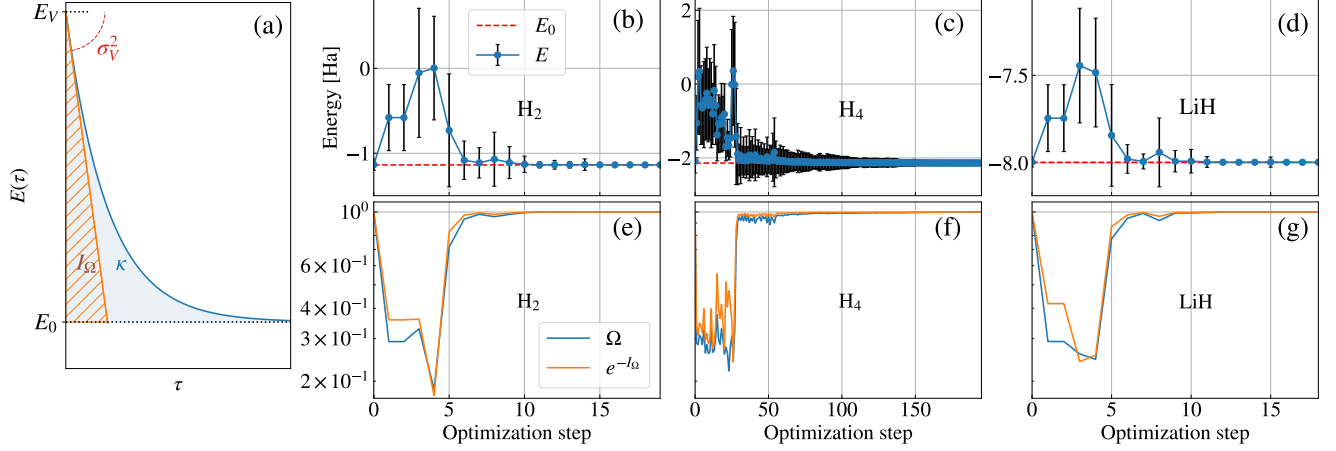 (a)
E_V
σ_V^2
E(τ)
I_Ω
κ
E_0
τ
(b)
E_0
E
Energy [Ha]
0
−1
H_2
(c)
2
0
−2
H_4
(d)
−7.5
−8.0
LiH
(e)
10^0
6 × 10^−1
4 × 10^−1
3 × 10^−1
2 × 10^−1
H_2
Ω
e^−I_Ω
0 5 10 15
Optimization step
(f)
H_4
0 50 100 150
Optimization step
(g)
LiH
0 5 10 15
Optimization step